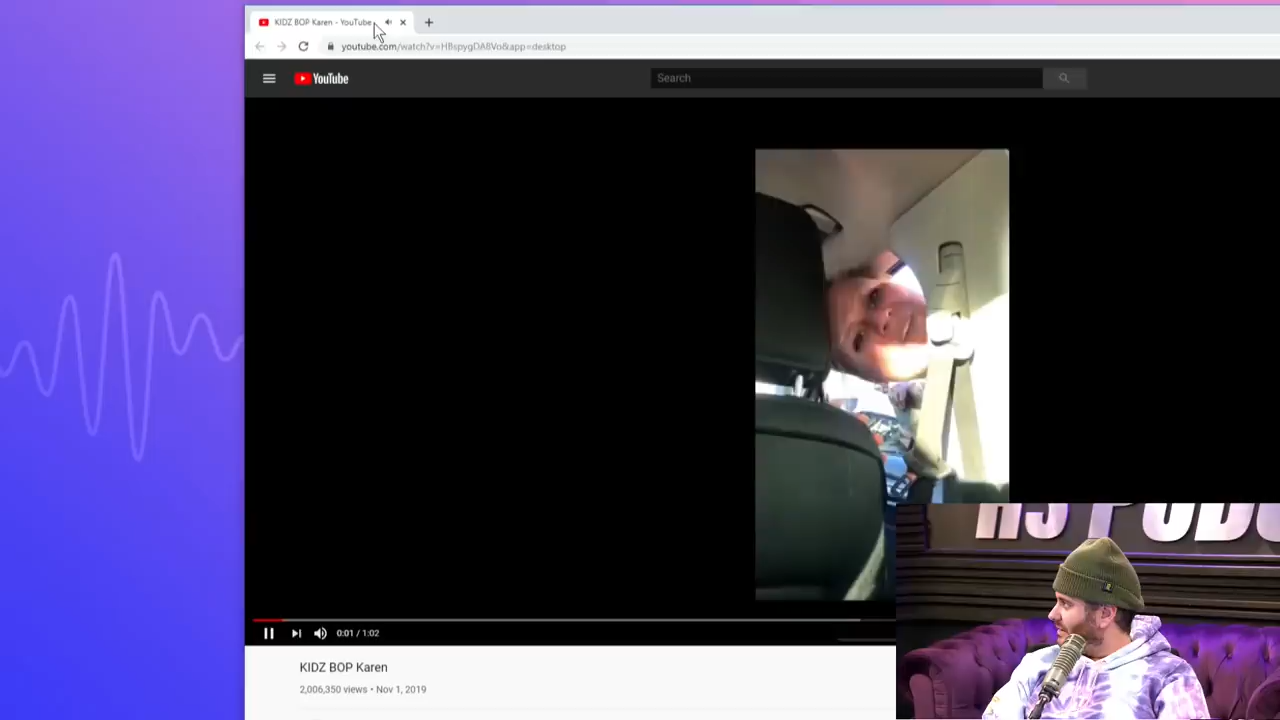 KIDZ BOP Karen - YouTube
youtube.com/watch?v=HBspygDA8Vo&app=desktop
YouTube
Search
0:01 / 1:02
H3 PODC
KIDZ BOP Karen
2,006,350 views • Nov 1, 2019